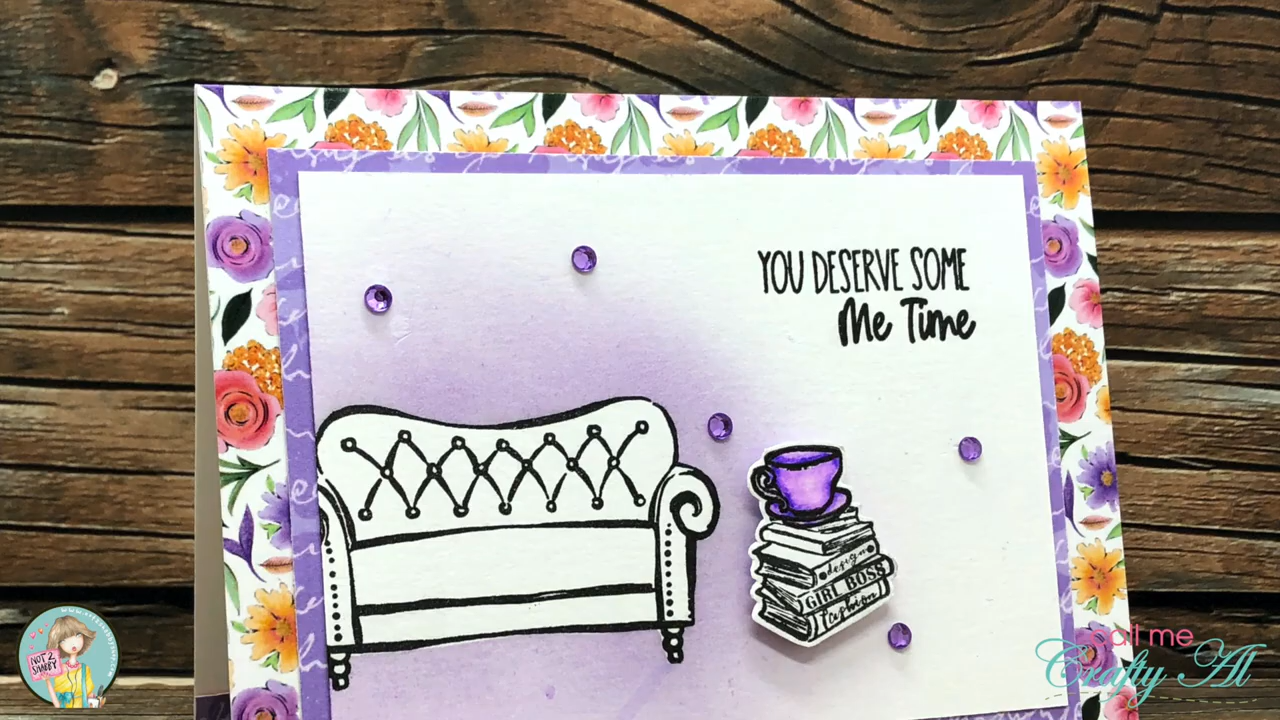 YOU DESERVE SOME
Me Time
design
GIRL BOSS
fashion
NOT 2
SHABBY
call me
Crafty Al